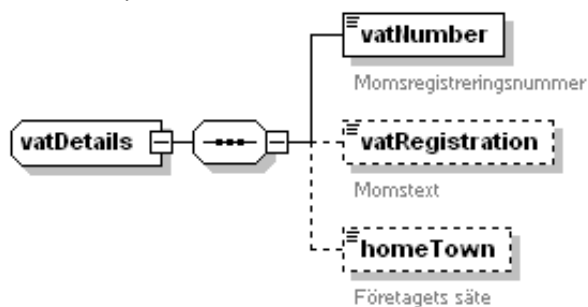 vatNumber
Momsregistreringsnummer
vatDetails
vatRegistration
Momstext
homeTown
Företagets säte